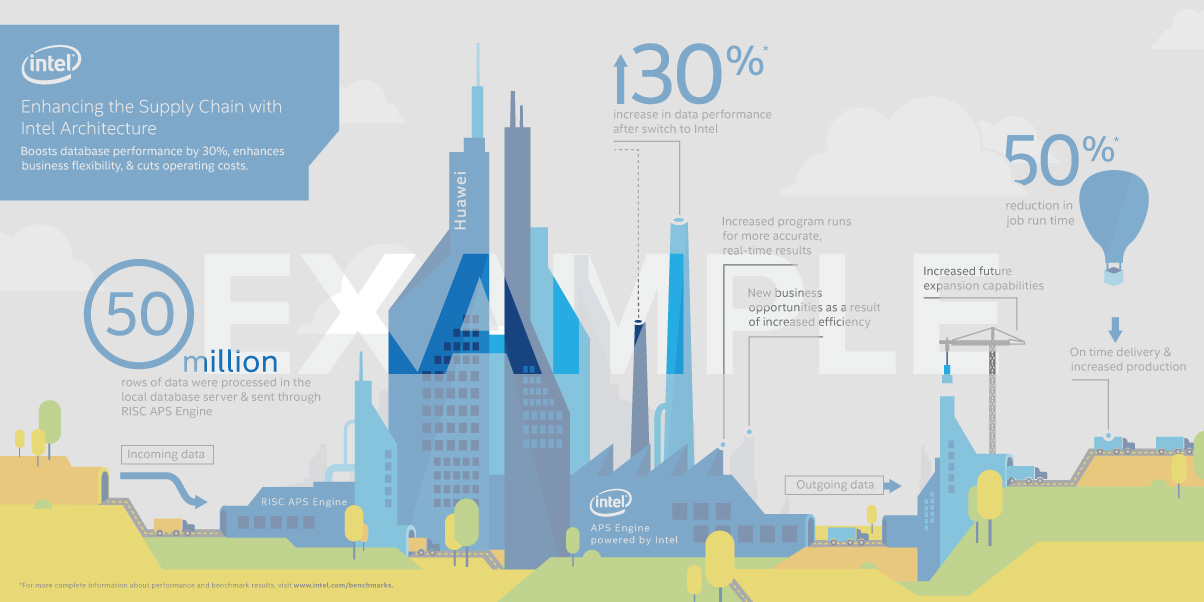 intel
Enhancing the Supply Chain with
Intel Architecture
Boosts database performance by 30%, enhances
business flexibility, & cuts operating costs.
30%*
increase in data performance
after switch to Intel
50%*
reduction in
job run time
Huawei
Increased program runs
for more accurate,
real-time results
New business
opportunities as a result
of increased efficiency
Increased future
expansion capabilities
EXAMPLE
50
million
rows of data were processed in the
local database server & sent through
RISC APS Engine
On time delivery &
increased production
Incoming data
RISC APS Engine
intel
APS Engine
powered by Intel
Outgoing data
*For more complete information about performance and benchmark results, visit www.intel.com/benchmarks.